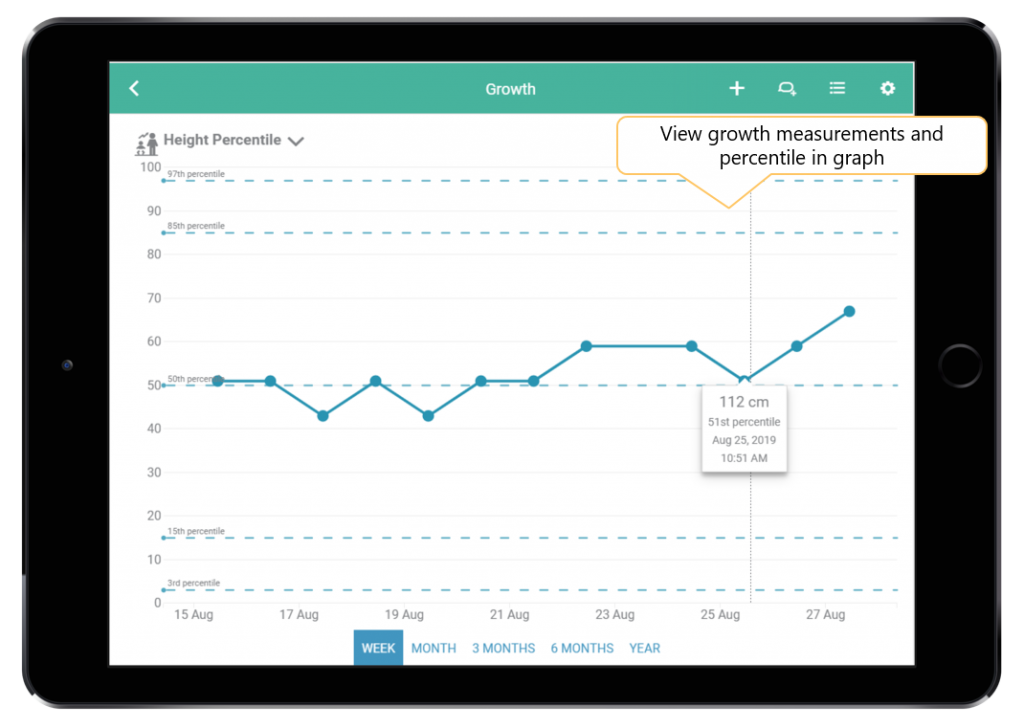 Growth
View growth measurements and
percentile in graph
Height Percentile
100
97th percentile
90
85th percentile
80
70
60
50th percen
50
40
112 cm
51st percentile
Aug 25, 2019
10:51 AM
30
20
15th percentile
10
3rd percentile
0
15 Aug 17 Aug 19 Aug 21 Aug 23 Aug 25 Aug 27 Aug
WEEK MONTH 3 MONTHS 6 MONTHS YEAR